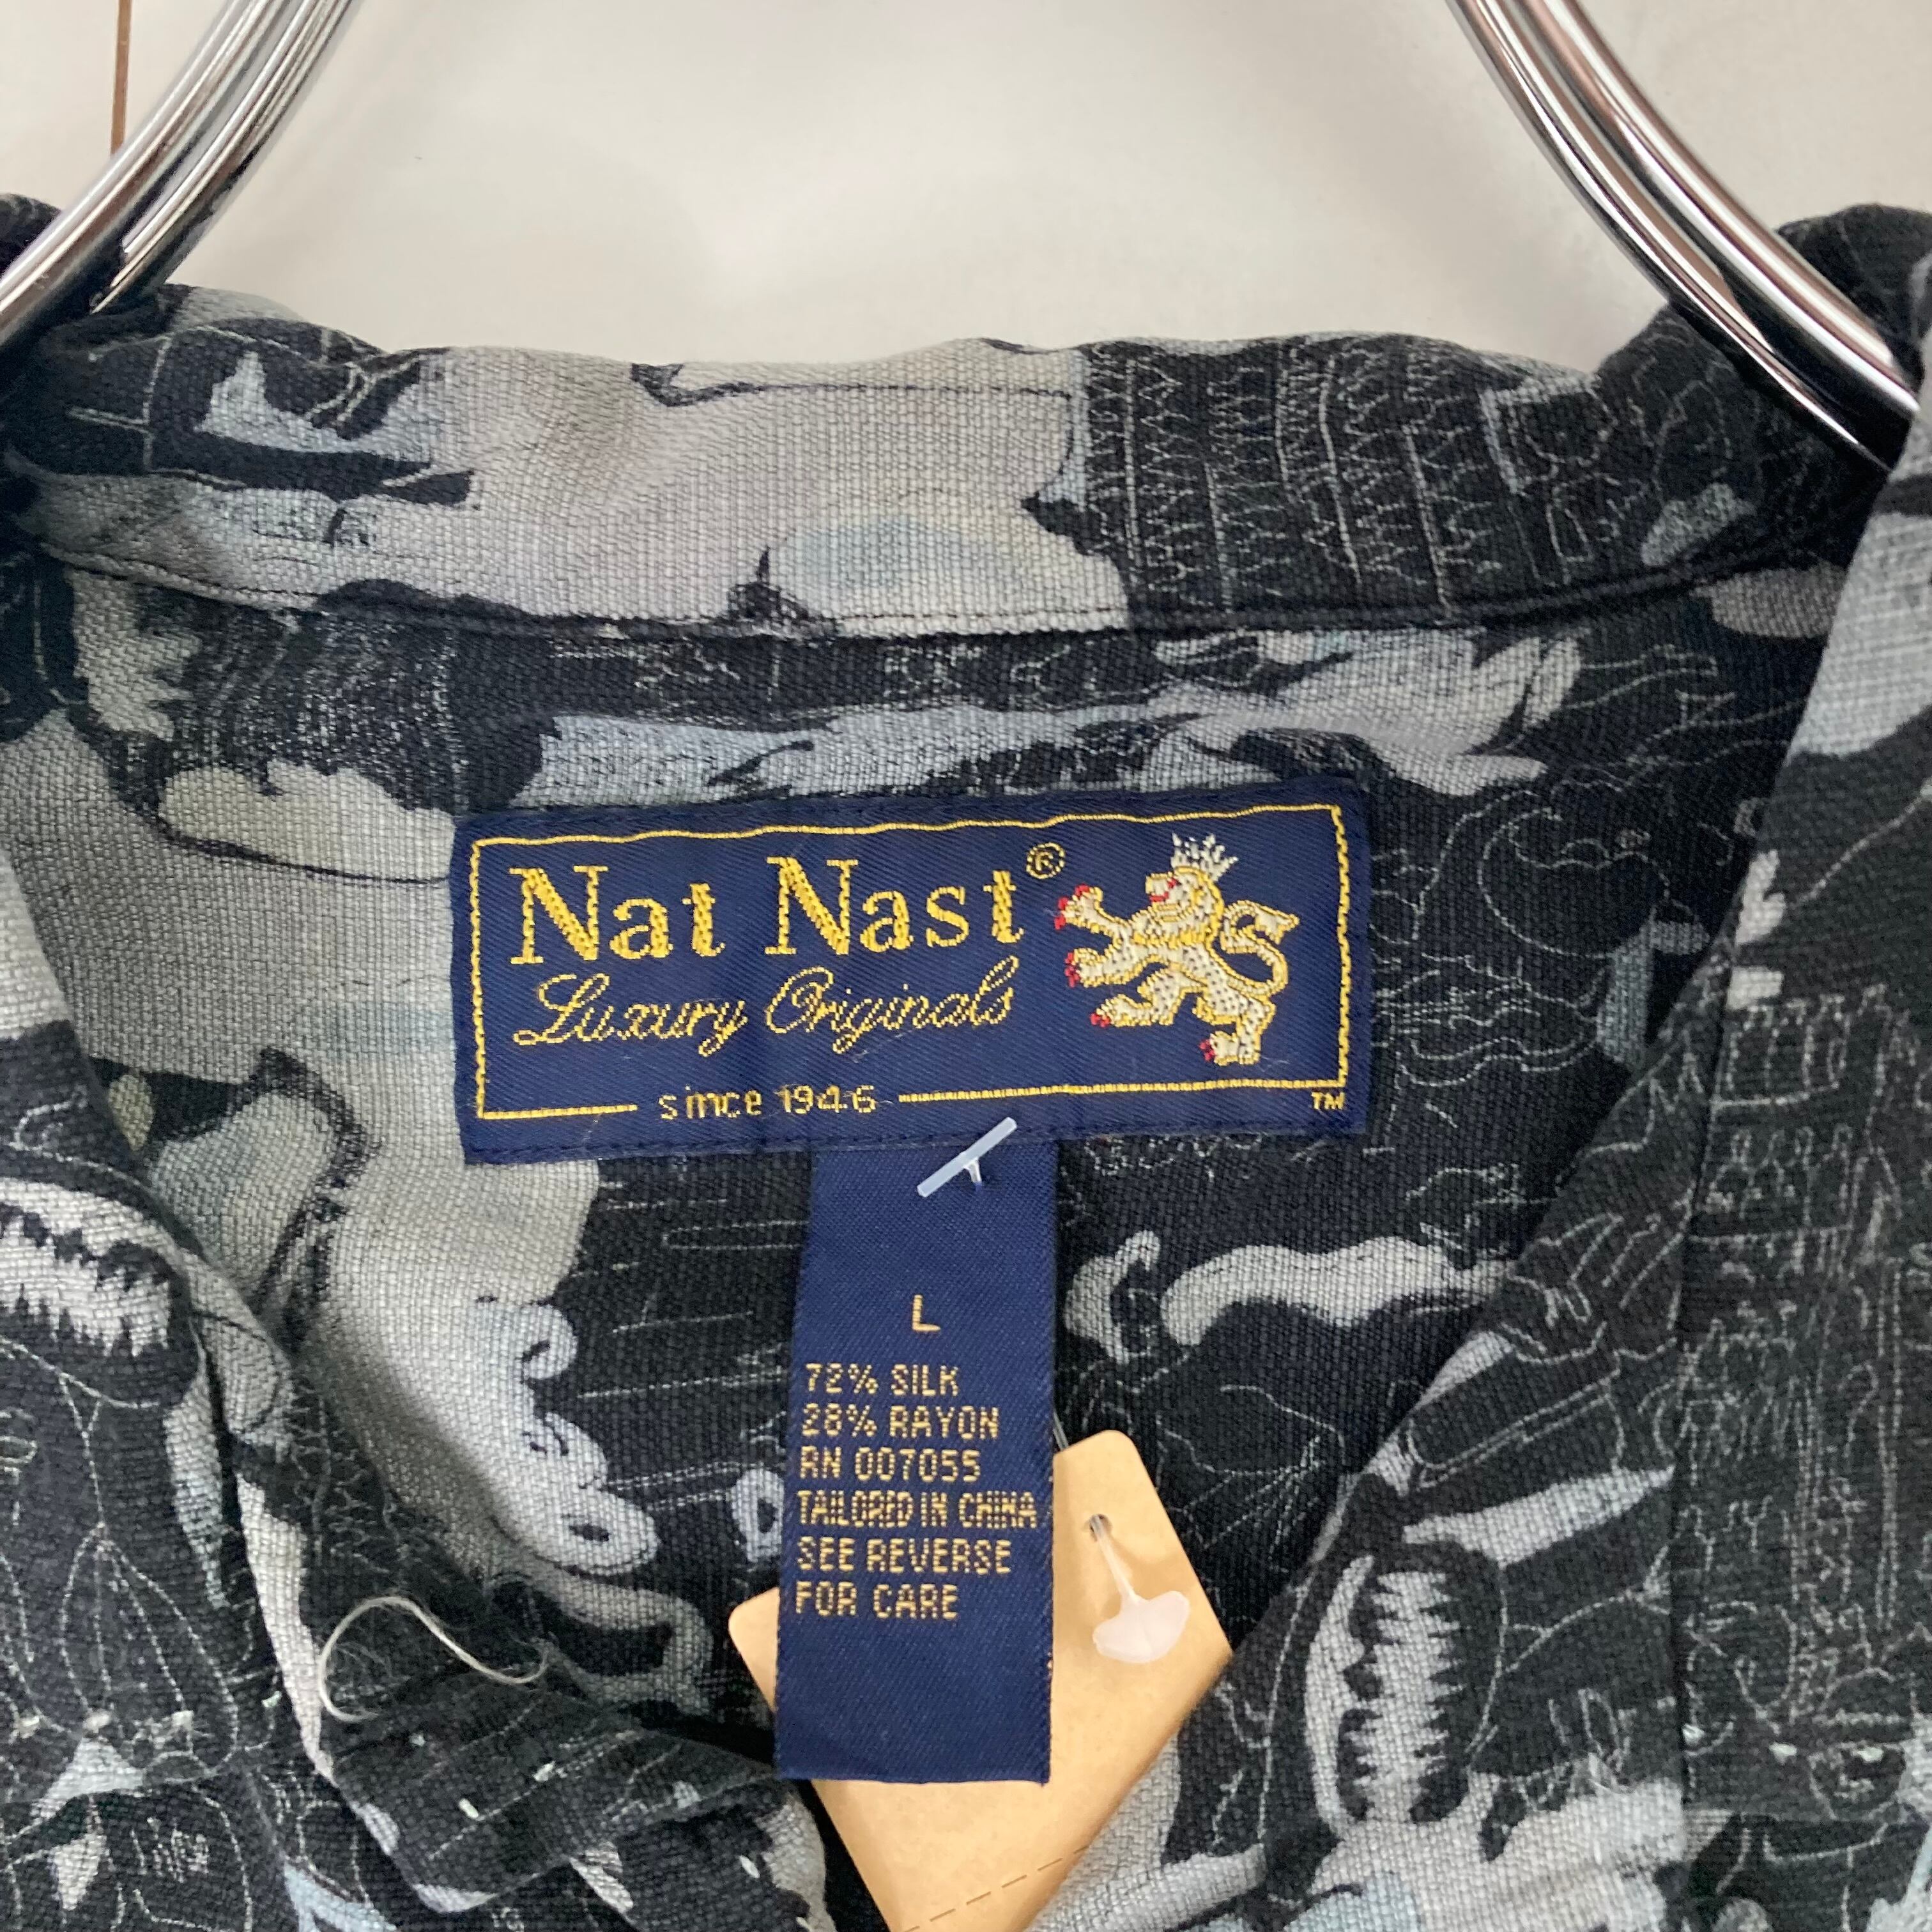 Nat Nast®
Luxury Originals
since 1946
TM
L
72% SILK
28% RAYON
RN 007055
TAILORED IN CHINA
SEE REVERSE
FOR CARE